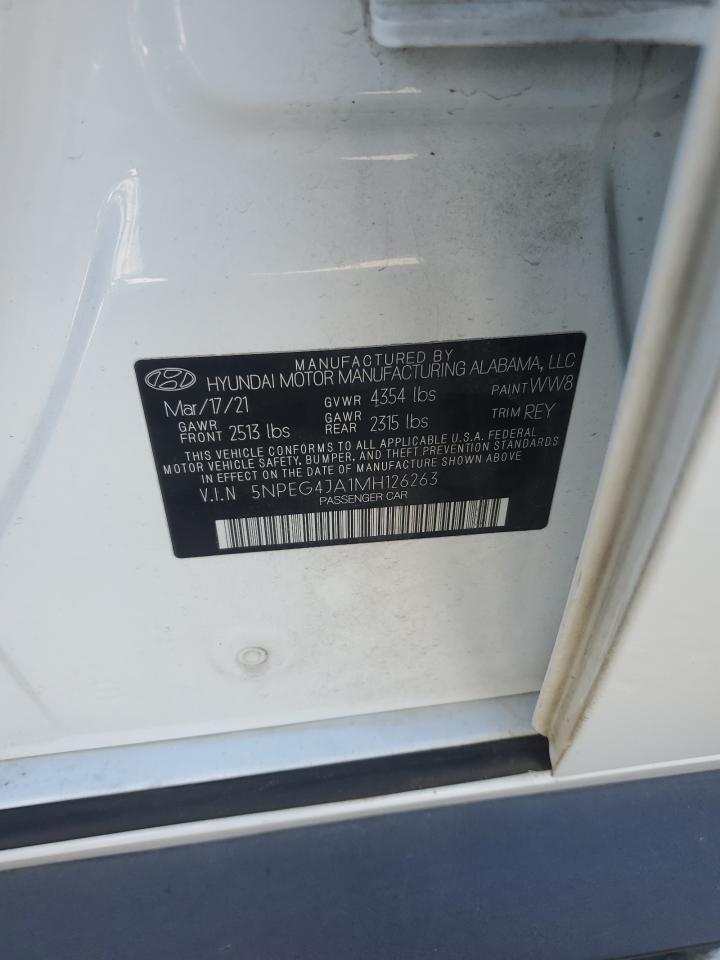 MANUFACTURED BY
HYUNDAI MOTOR MANUFACTURING ALABAMA, LLC
Mar/17/21 GVWR 4354 lbs PAINT WW8
GAWR FRONT 2513 lbs GAWR REAR 2315 lbs TRIM REY
THIS VEHICLE CONFORMS TO ALL APPLICABLE U.S.A. FEDERAL
MOTOR VEHICLE SAFETY, BUMPER, AND THEFT PREVENTION STANDARDS
IN EFFECT ON THE DATE OF MANUFACTURE SHOWN ABOVE
V.I.N 5NPEG4JA1MH126263
PASSENGER CAR